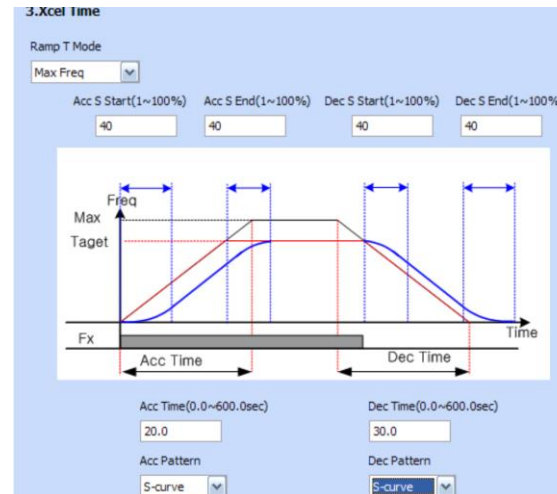 3.Xcel Time
Ramp T Mode
Max Freq
Acc S Start(1~100%) Acc S End(1~100%) Dec S Start(1~100%) Dec S End(1~100%
40 40 40 40
Freq
Max
Taget
Time
Fx
Acc Time Dec Time
Acc Time(0.0~600.0sec) Dec Time(0.0~600.0sec)
20.0 30.0
Acc Pattern Dec Pattern
S-curve S-curve